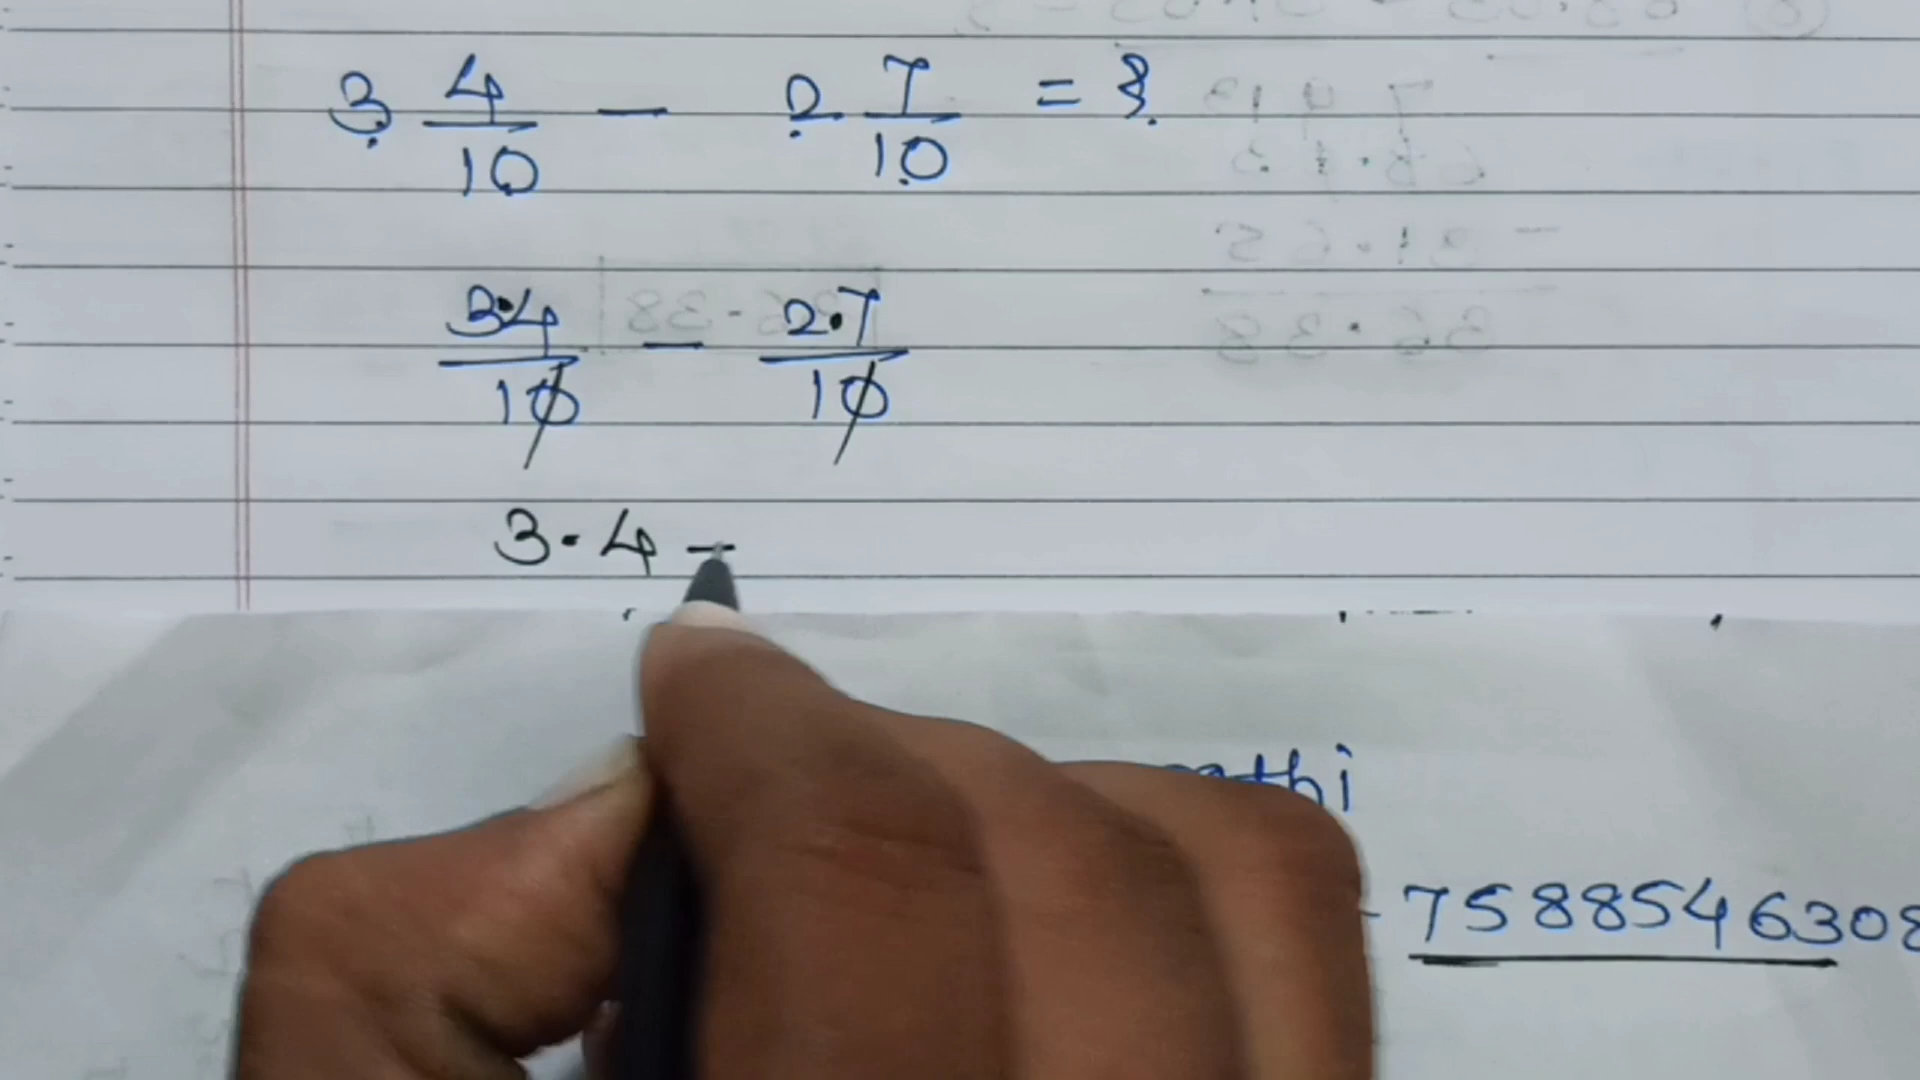 3 4/10 - 2 7/10 = ?
3.4/10 - 2.7/10
3.4 -
7588546308